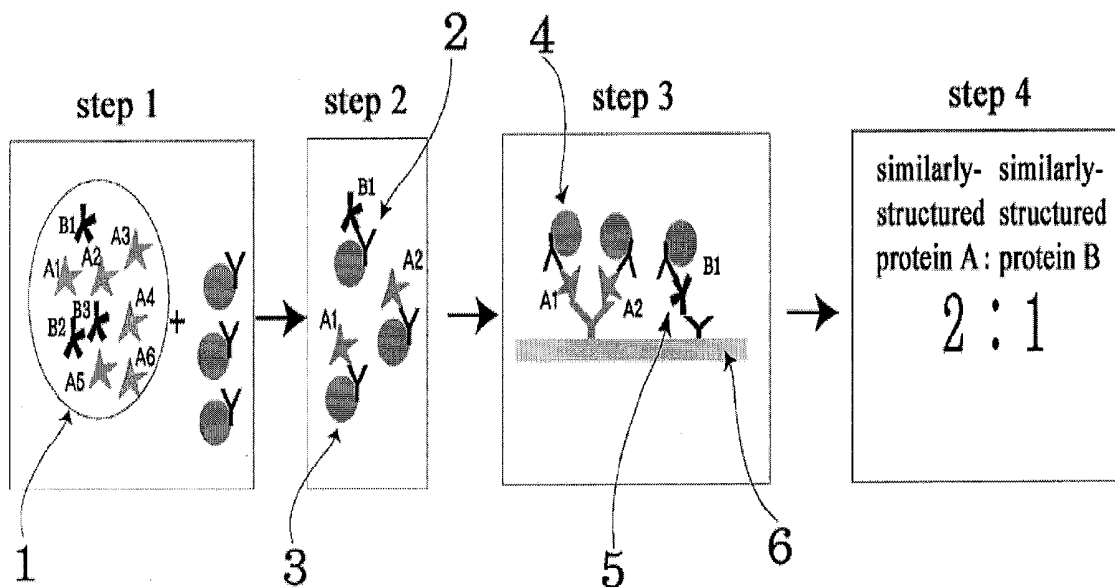 2
4
step 1
step 2
step 3
step 4
B1
A3
A1
A2
B2
B3
A4
A5
A6
+
B1
A2
A1
A1
A2
B1
similarly- similarly-
structured structured
protein A : protein B
2 : 1
1
3
5
6